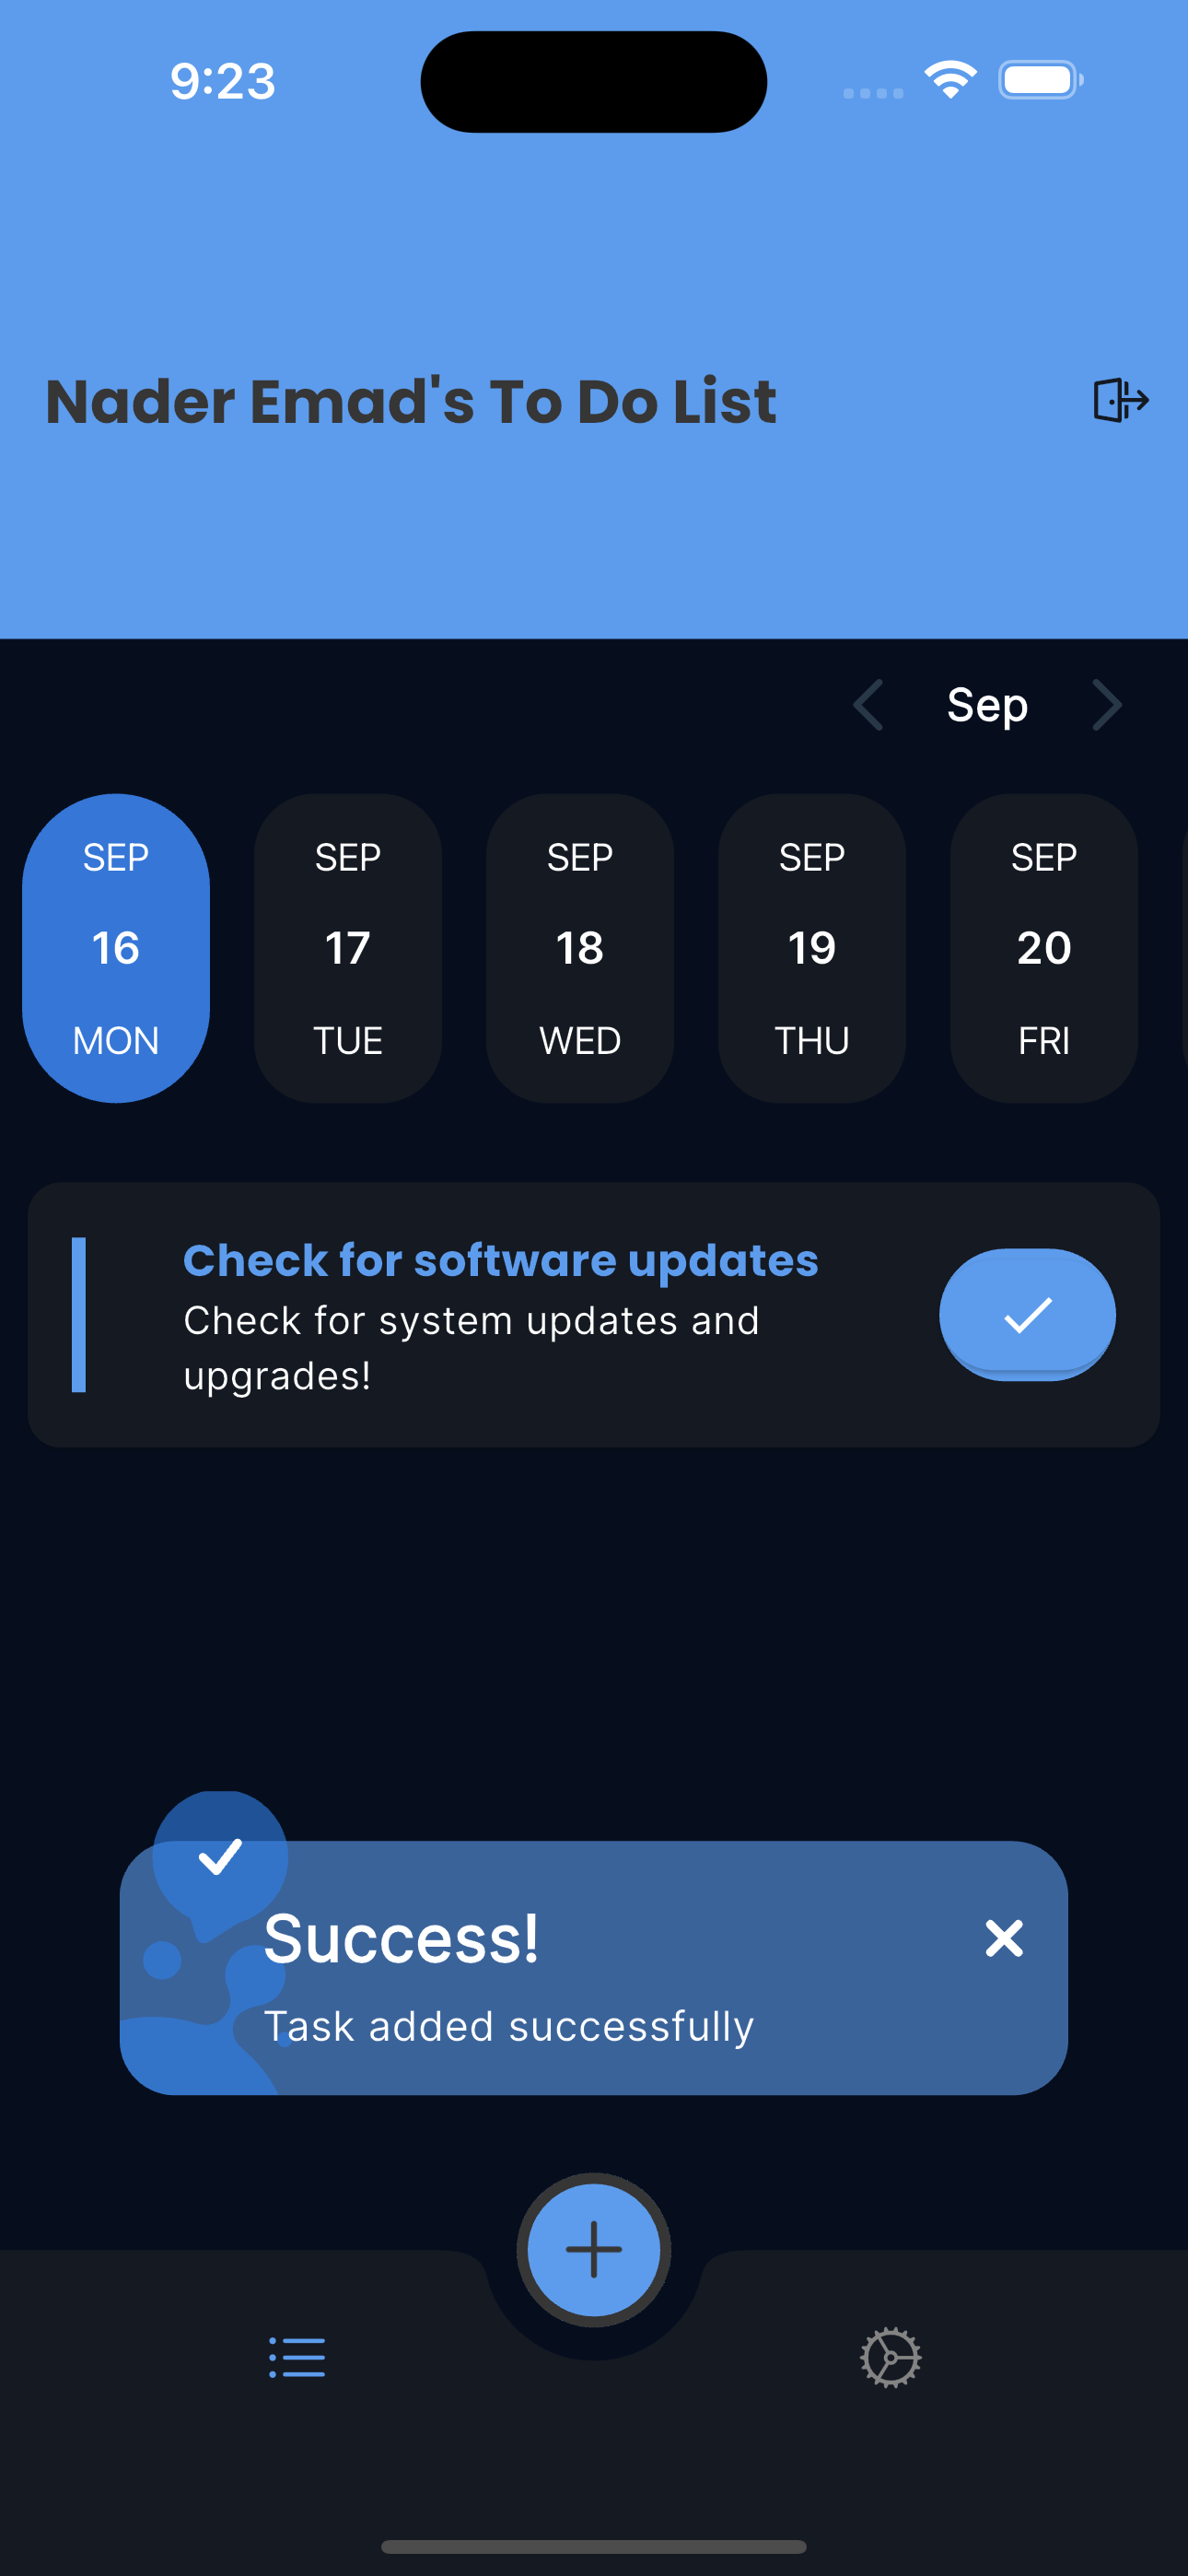 9:23
Nader Emad's To Do List
Sep
SEP SEP SEP SEP SEP
16 17 18 19 20
MON TUE WED THU FRI
Check for software updates
Check for system updates and
upgrades!
Success!
Task added successfully